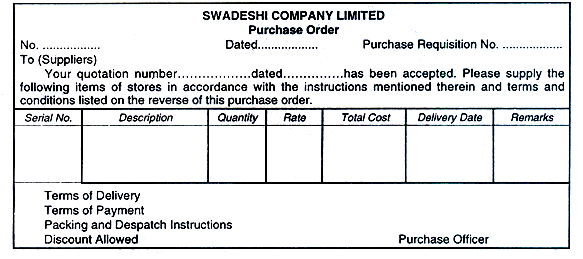 SWADESHI COMPANY LIMITED
Purchase Order
No. ................. Dated.................. Purchase Requisition No. ..................
To (Suppliers)
Your quotation number..................dated...............has been accepted. Please supply the
following items of stores in accordance with the instructions mentioned therein and terms and
conditions listed on the reverse of this purchase order.
Serial No. Description Quantity Rate Total Cost Delivery Date Remarks
Terms of Delivery
Terms of Payment
Packing and Despatch Instructions
Discount Allowed Purchase Officer